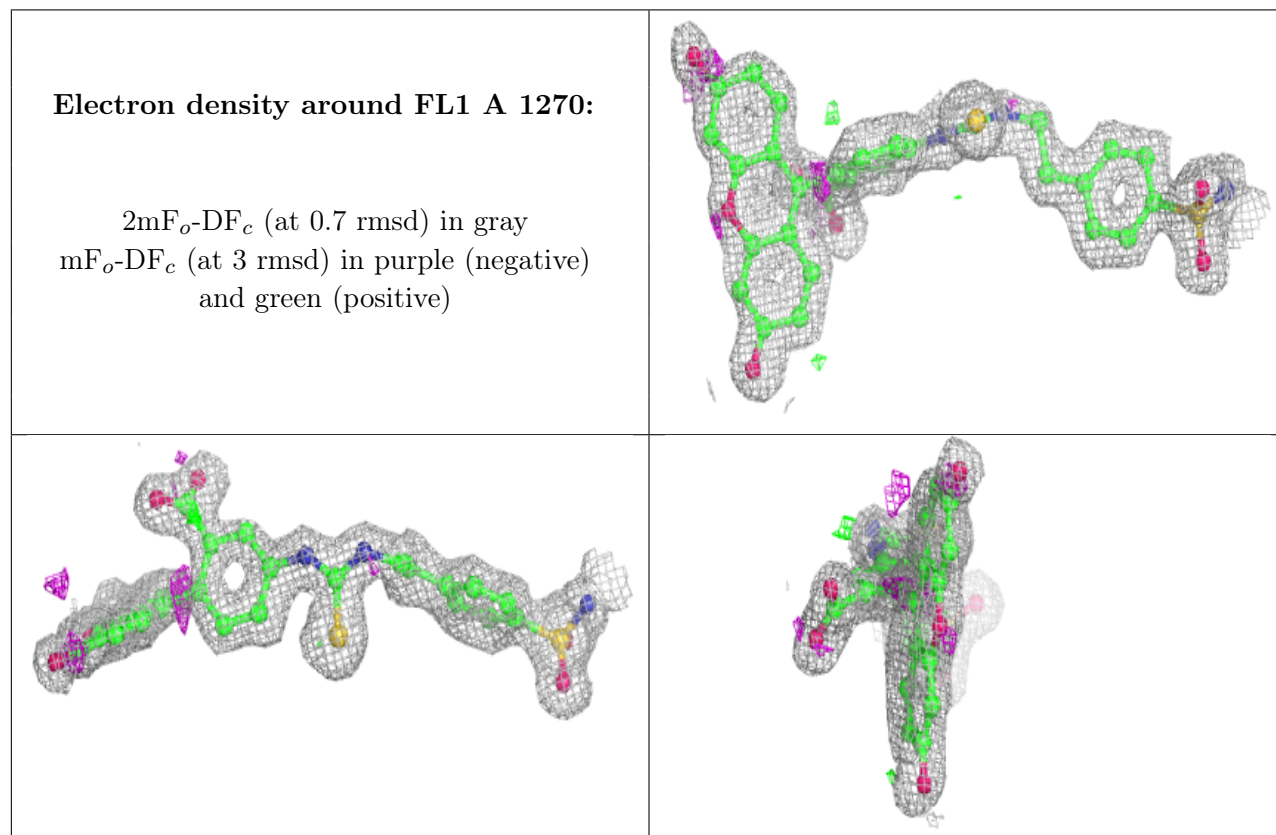 Electron density around FL1 A 1270:
2mFo-DFc (at 0.7 rmsd) in gray
mFo-DFc (at 3 rmsd) in purple (negative)
and green (positive)